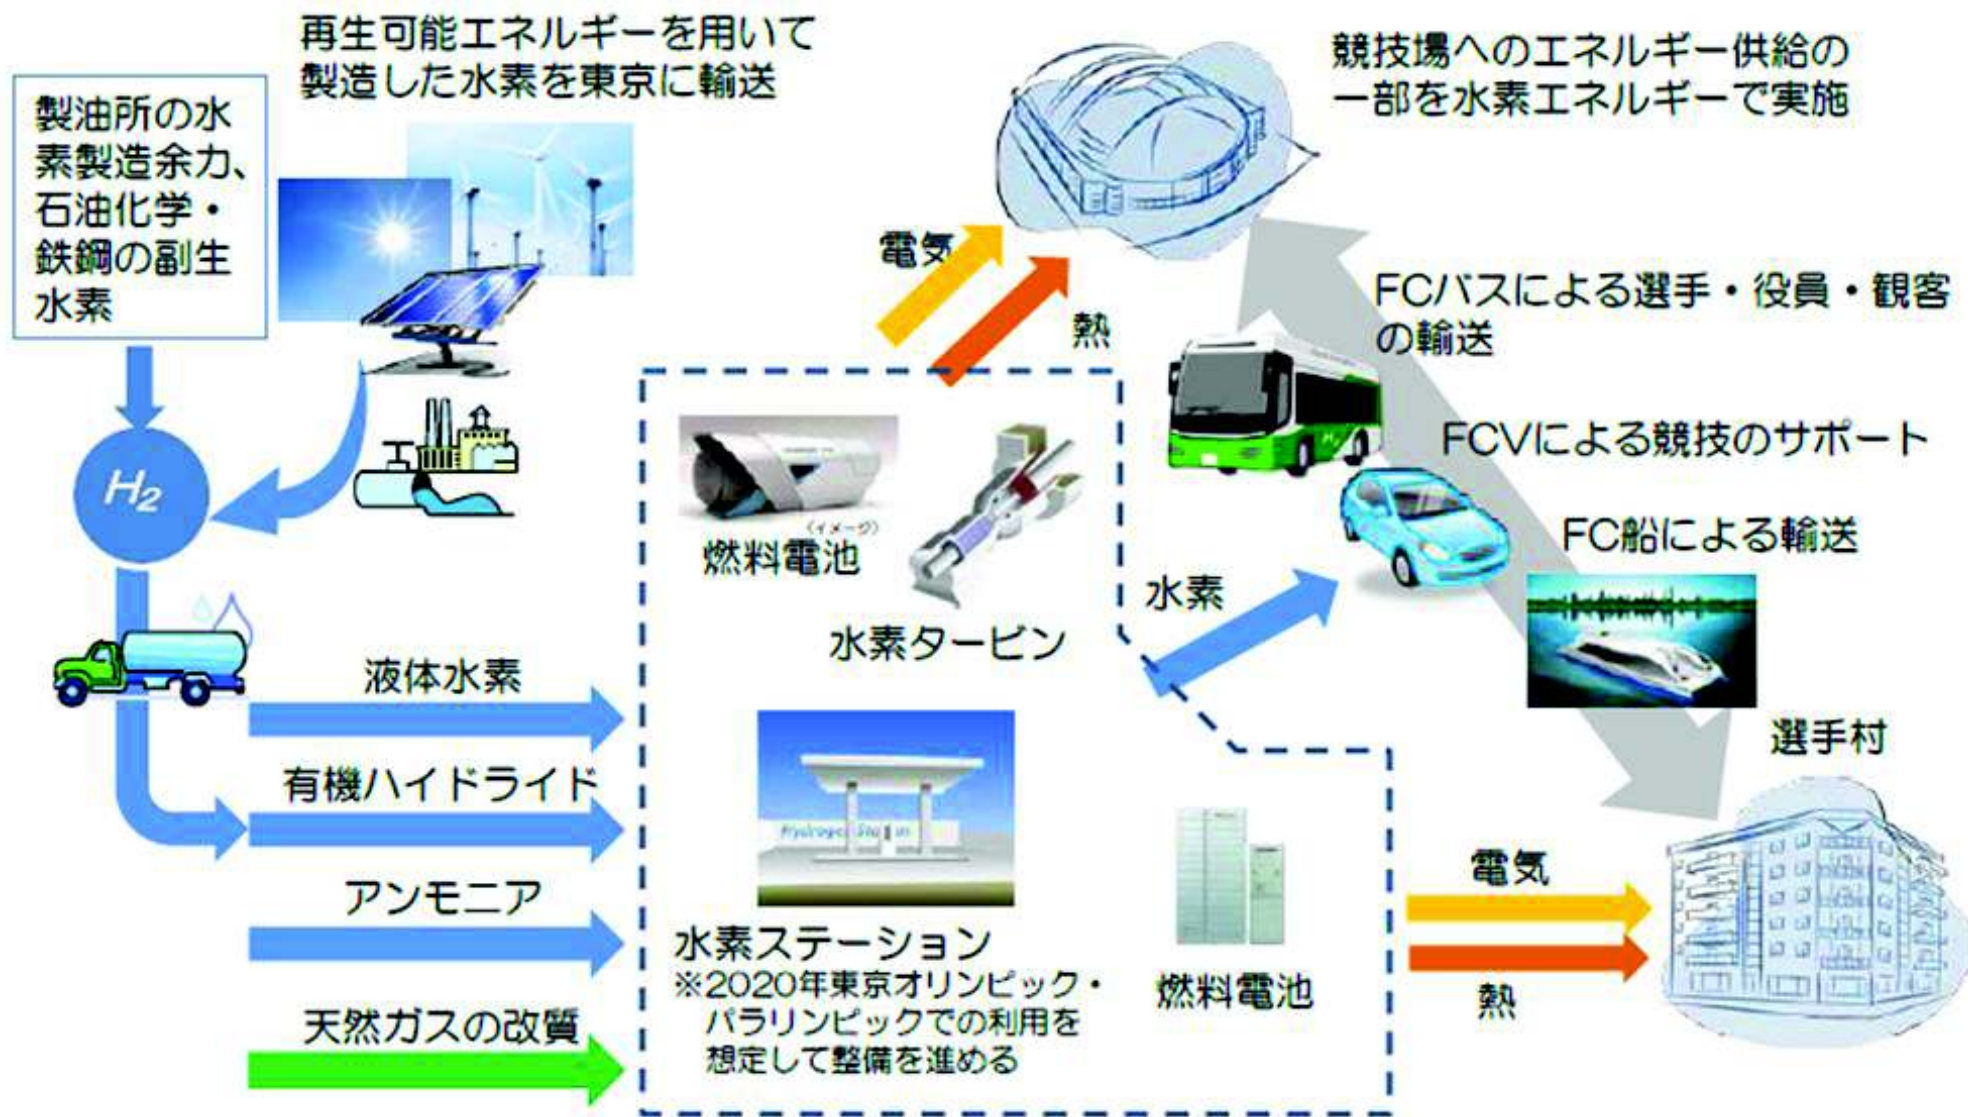 再生可能エネルギーを用いて
製造した水素を東京に輸送
製油所の水
素製造余力、
石油化学・
鉄鋼の副生
水素
H2
競技場へのエネルギー供給の
一部を水素エネルギーで実施
電気
熱
FCバスによる選手・役員・観客
の輸送
FCVによる競技のサポート
FC船による輸送
水素
選手村
(イメージ)
燃料電池
水素タービン
液体水素
有機ハイドライド
アンモニア
天然ガスの改質
水素ステーション
※2020年東京オリンピック・
パラリンピックでの利用を
想定して整備を進める
燃料電池
電気
熱